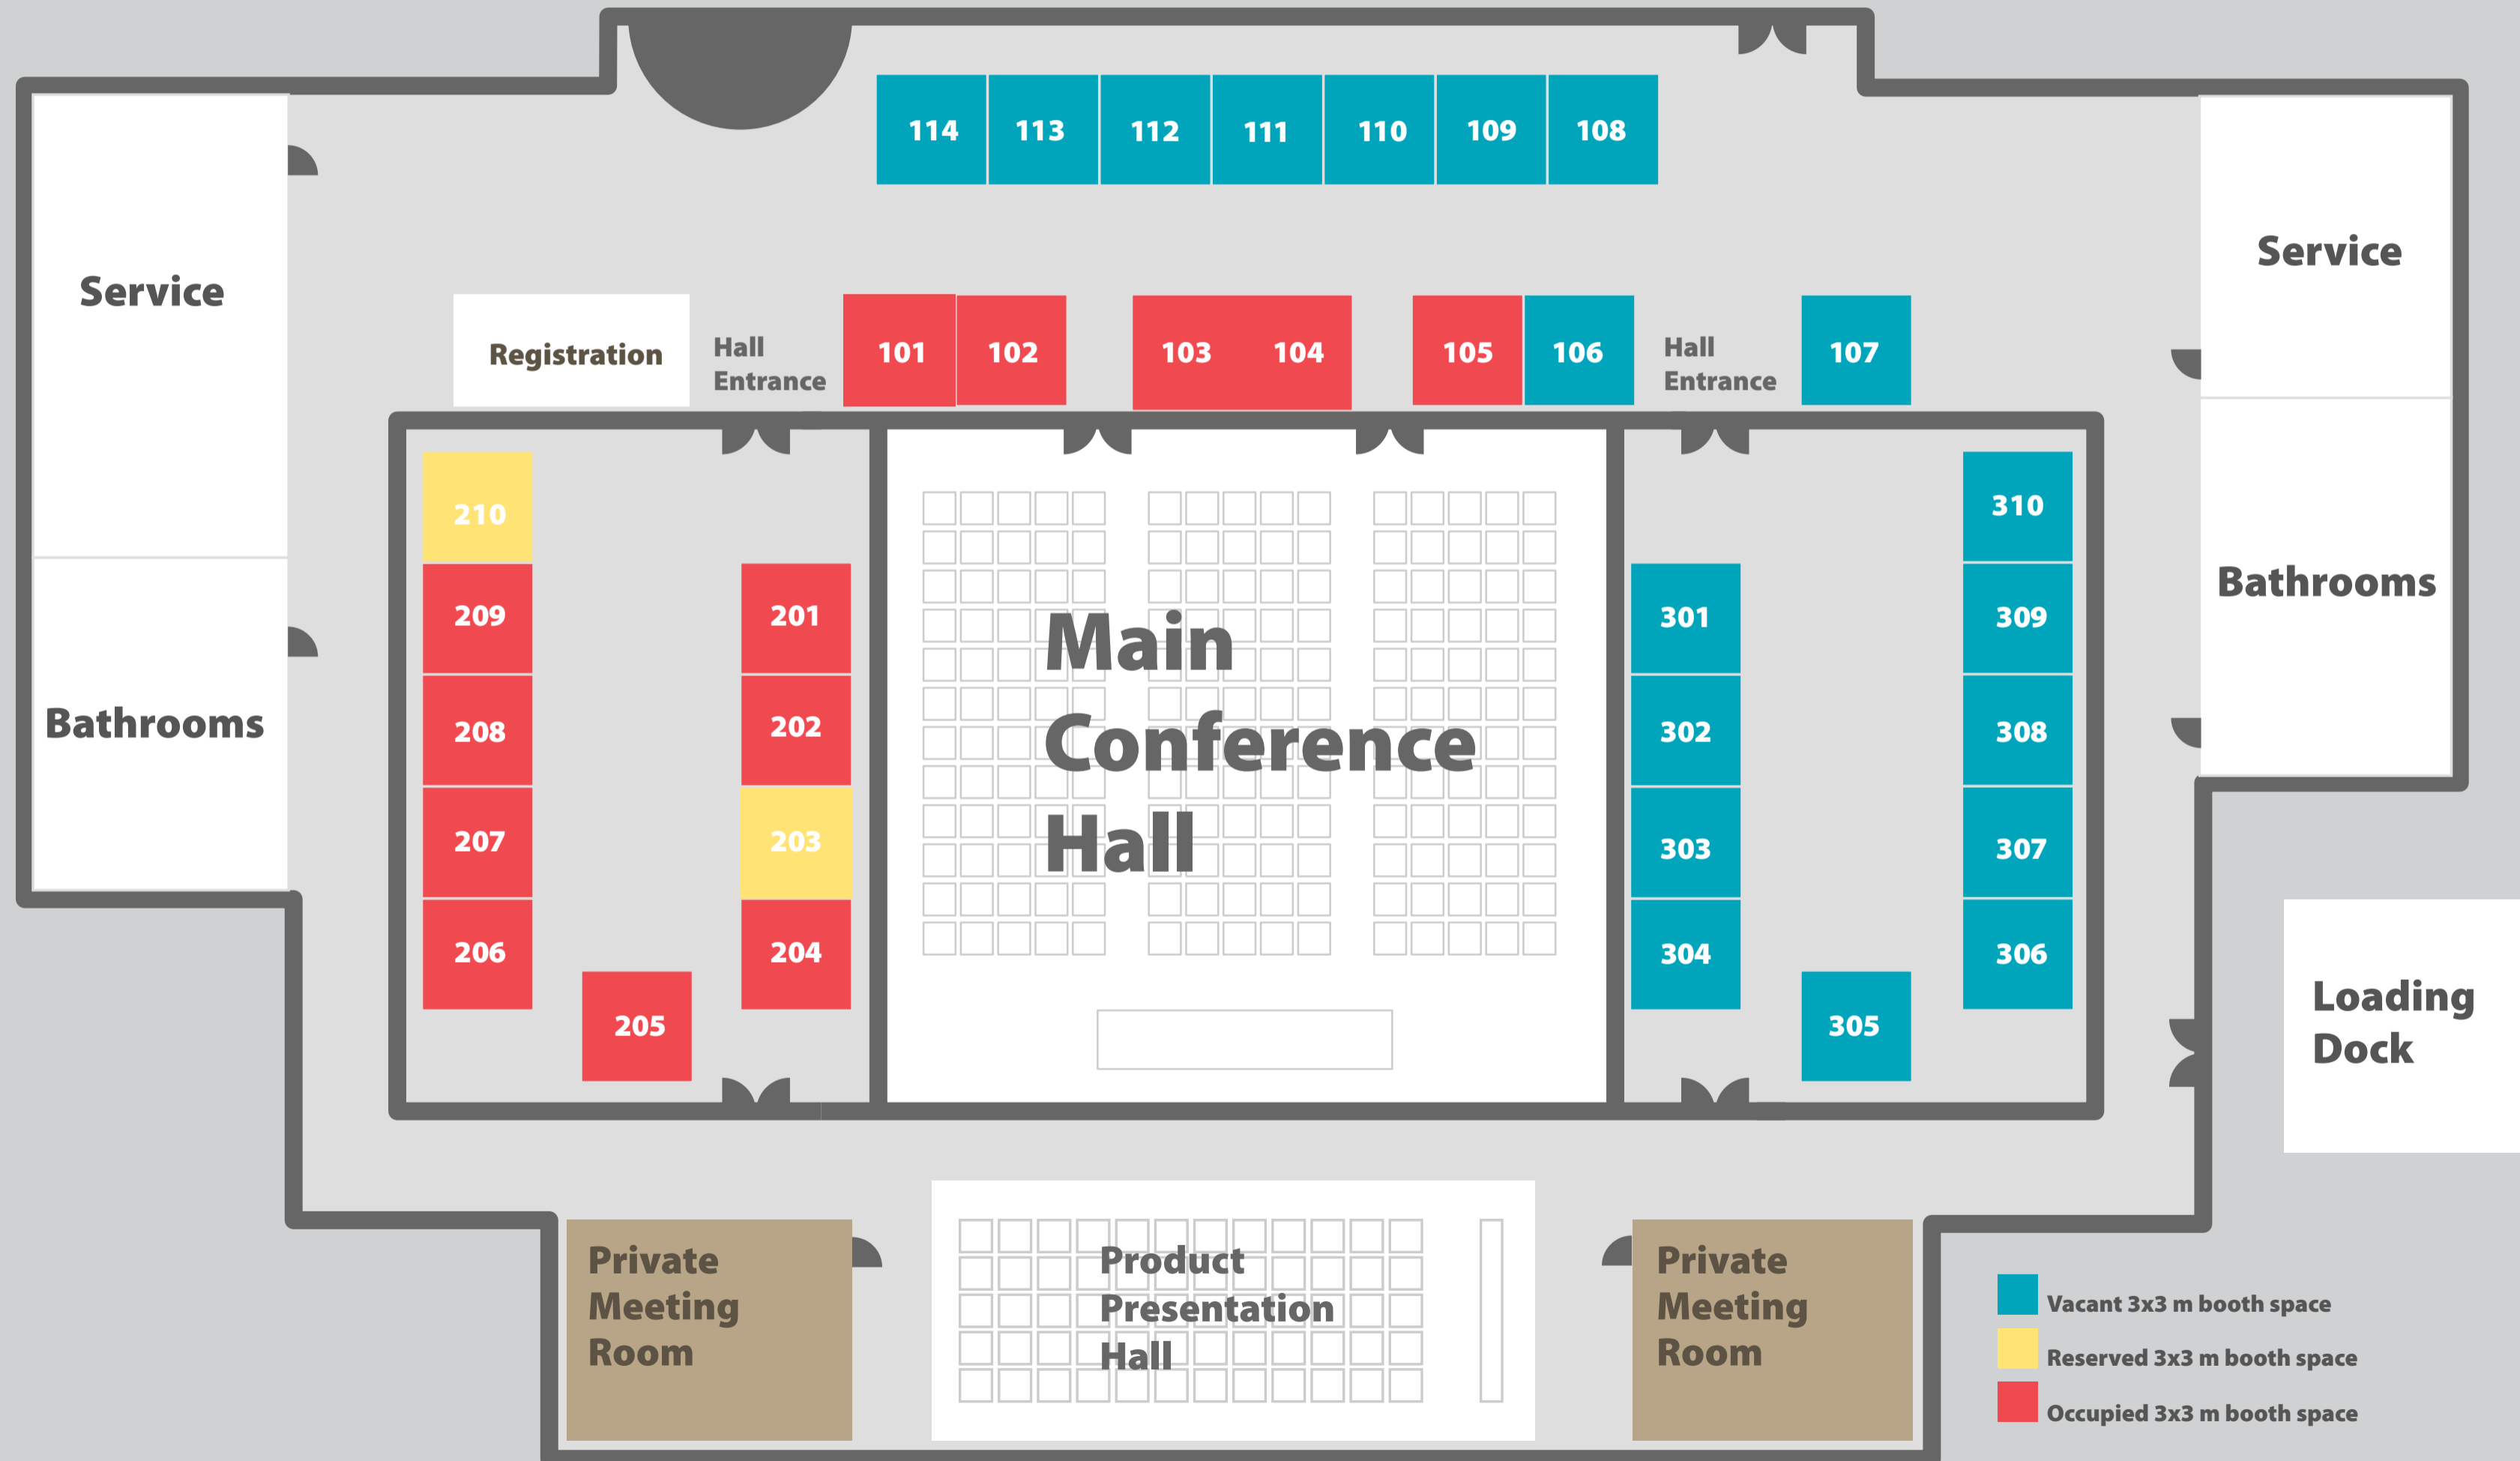 114 113 112 111 110 109 108
Service
Service
Registration
Hall
Entrance
101 102 103 104 105 106
Hall
Entrance
107
210
209
208
207
206
205
201
202
203
204
Main
Conference
Hall
301
302
303
304
305
310
309
308
307
306
Bathrooms
Bathrooms
Loading
Dock
Private
Meeting
Room
Product
Presentation
Hall
Private
Meeting
Room
Vacant 3x3 m booth space
Reserved 3x3 m booth space
Occupied 3x3 m booth space